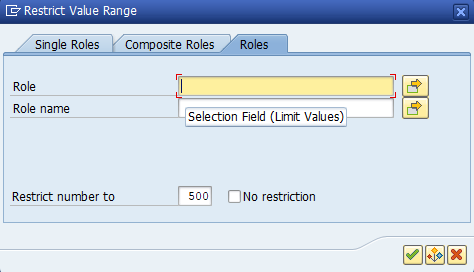 Restrict Value Range
Single Roles Composite Roles Roles
Role
Role name
Selection Field (Limit Values)
Restrict number to 500 No restriction